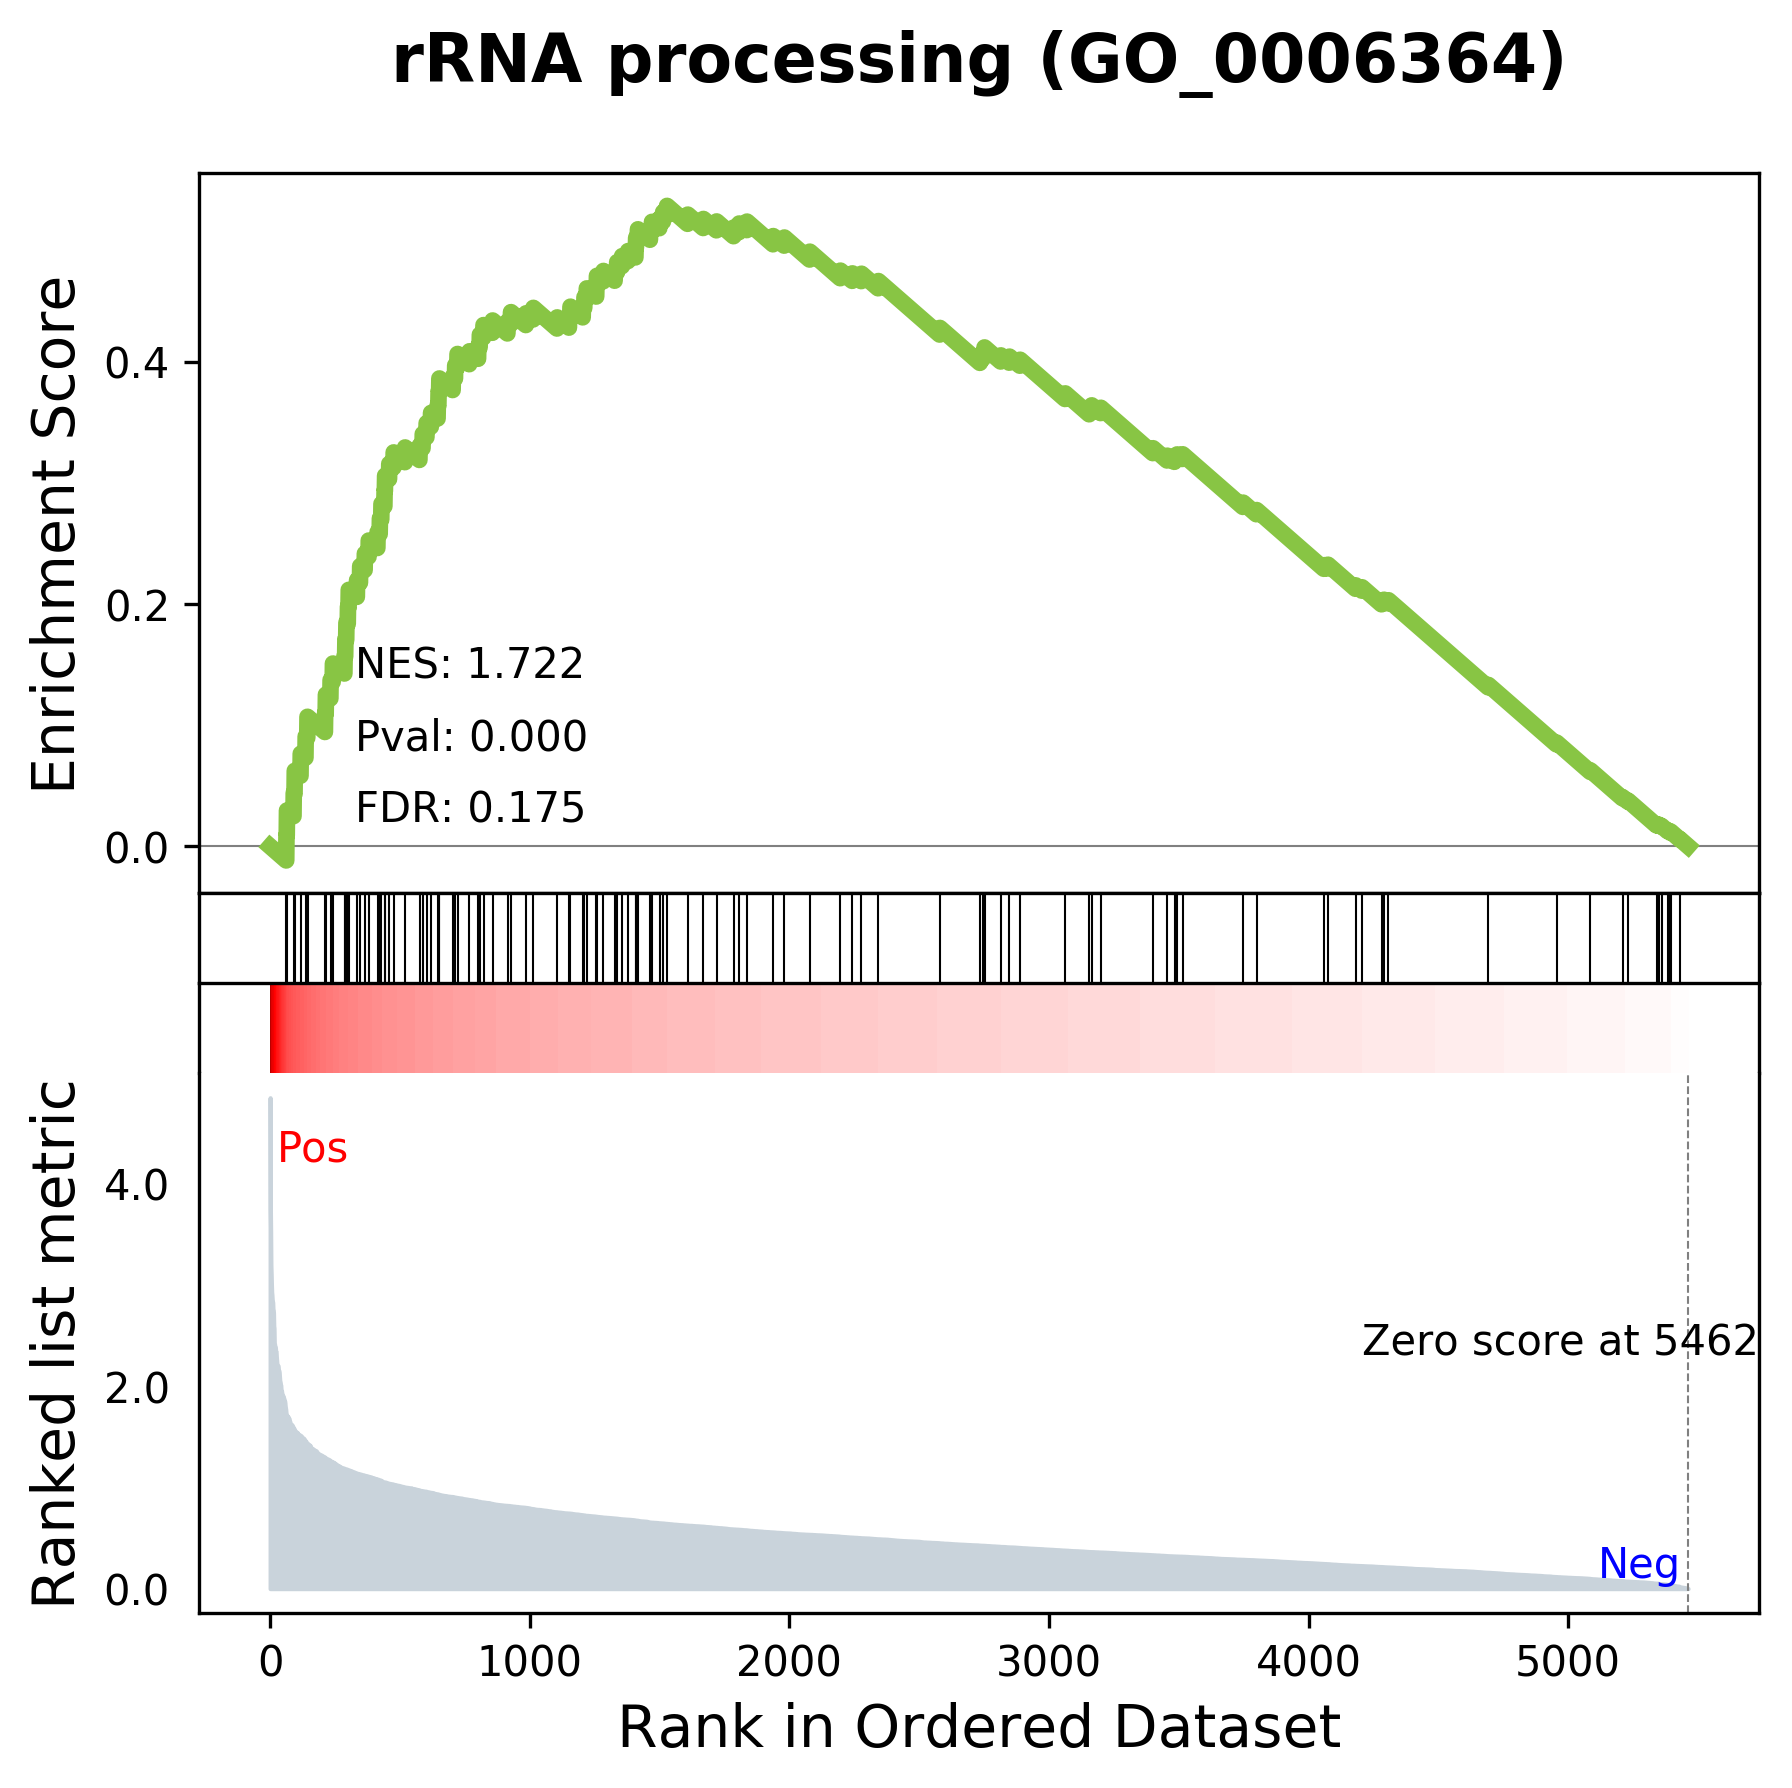 rRNA processing (GO_0006364)
Enrichment Score
0.4
0.2
0.0
NES: 1.722
Pval: 0.000
FDR: 0.175
Ranked list metric
4.0
2.0
0.0
Pos
Zero score at 5462
Neg
0 1000 2000 3000 4000 5000
Rank in Ordered Dataset